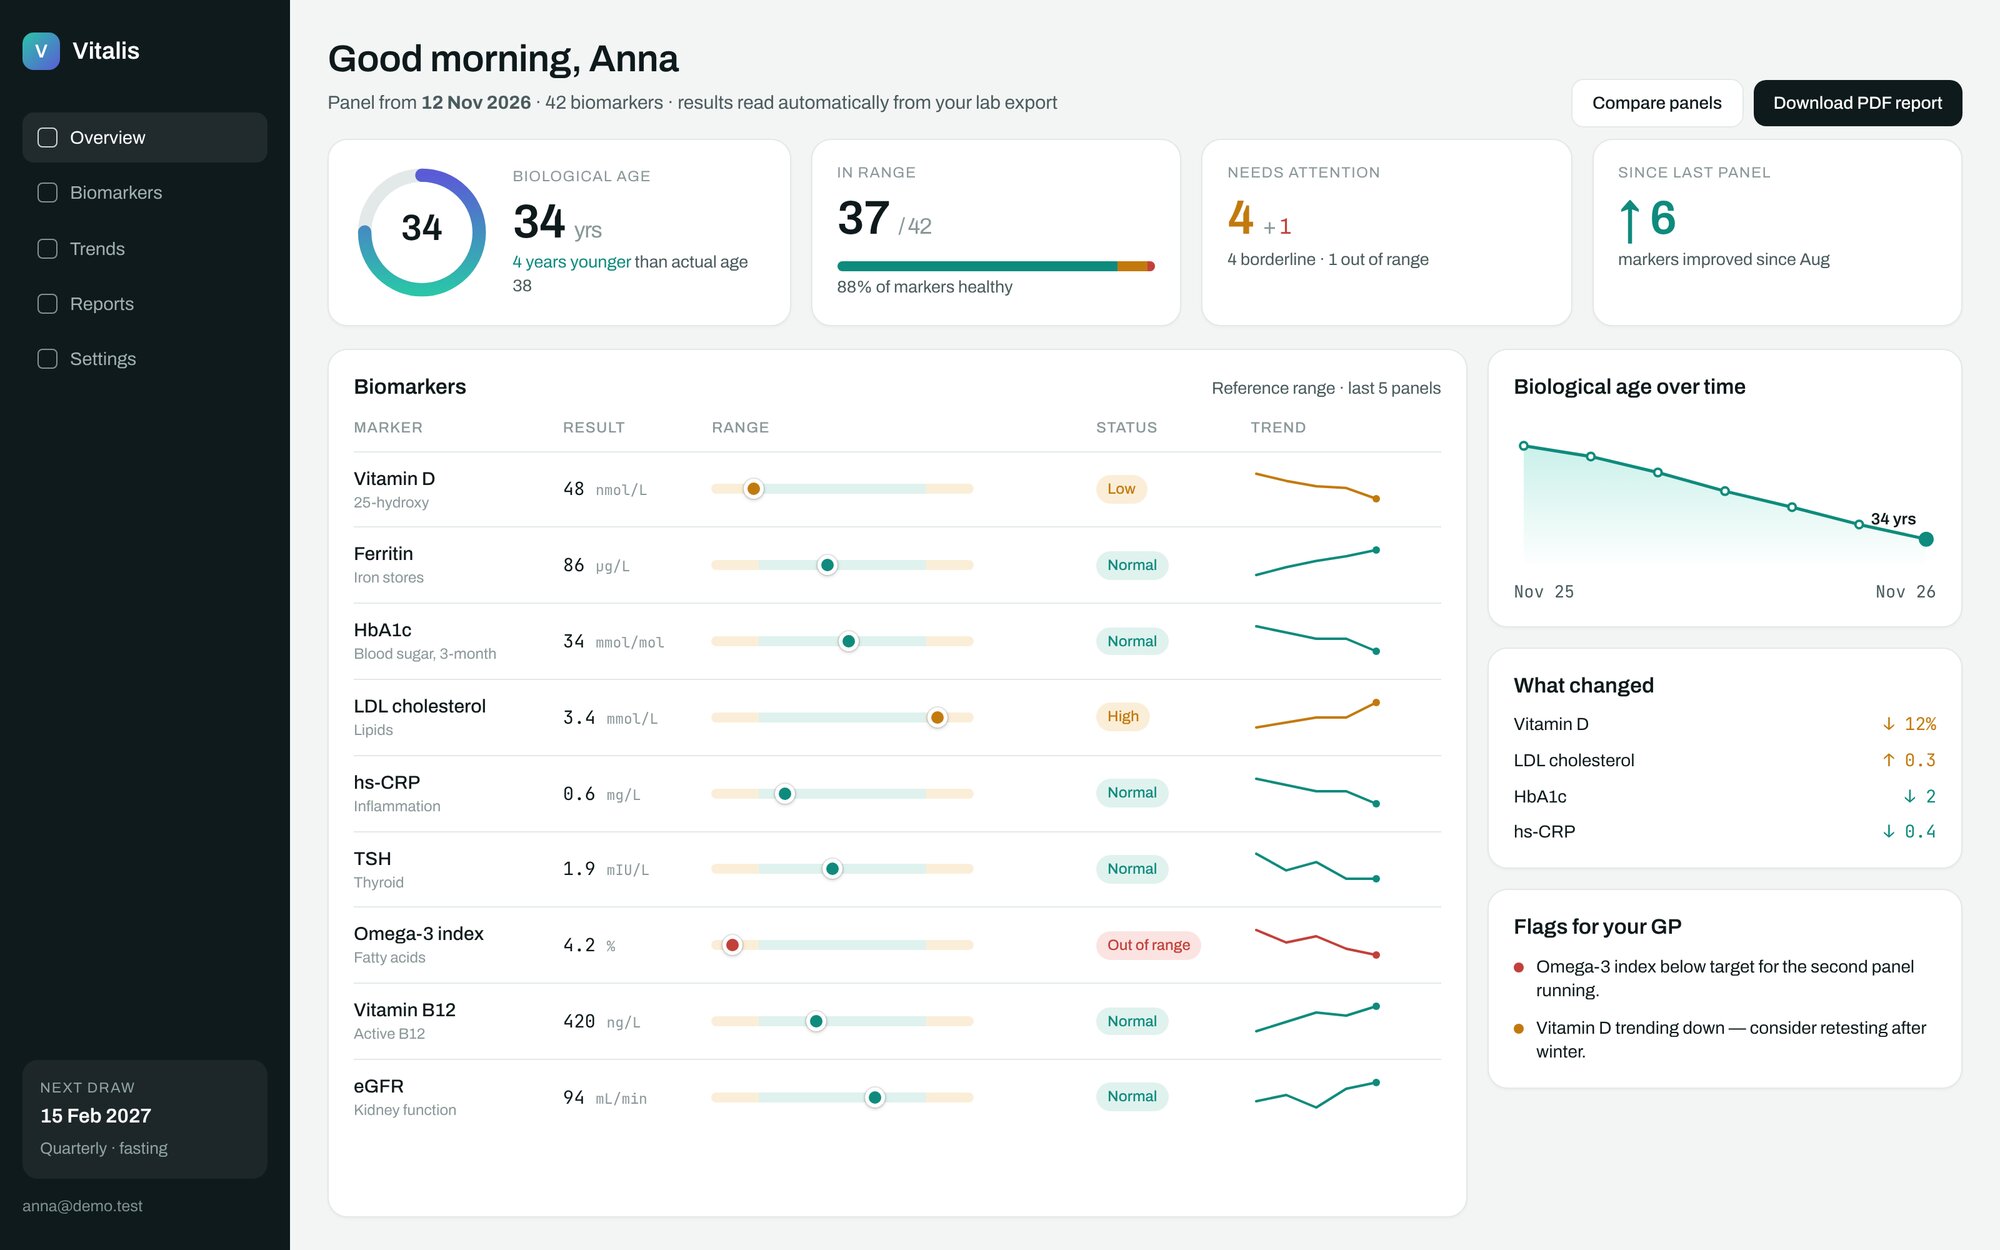 V Vitalis
Overview
Biomarkers
Trends
Reports
Settings
NEXT DRAW
15 Feb 2027
Quarterly · fasting
anna@demo.test
Good morning, Anna
Panel from 12 Nov 2026 · 42 biomarkers · results read automatically from your lab export
Compare panels
Download PDF report
34
BIOLOGICAL AGE
34 yrs
4 years younger than actual age
38
IN RANGE
37 / 42
88% of markers healthy
NEEDS ATTENTION
4 + 1
4 borderline · 1 out of range
SINCE LAST PANEL
↑ 6
markers improved since Aug
Biomarkers
Reference range · last 5 panels
MARKER RESULT RANGE STATUS TREND
Vitamin D
25-hydroxy
48 nmol/L
Low
Ferritin
Iron stores
86 µg/L
Normal
HbA1c
Blood sugar, 3-month
34 mmol/mol
Normal
LDL cholesterol
Lipids
3.4 mmol/L
High
hs-CRP
Inflammation
0.6 mg/L
Normal
TSH
Thyroid
1.9 mIU/L
Normal
Omega-3 index
Fatty acids
4.2 %
Out of range
Vitamin B12
Active B12
420 ng/L
Normal
eGFR
Kidney function
94 mL/min
Normal
Biological age over time
34 yrs
Nov 25 Nov 26
What changed
Vitamin D ↓ 12%
LDL cholesterol ↑ 0.3
HbA1c ↓ 2
hs-CRP ↓ 0.4
Flags for your GP
Omega-3 index below target for the second panel
running.
Vitamin D trending down — consider retesting after
winter.